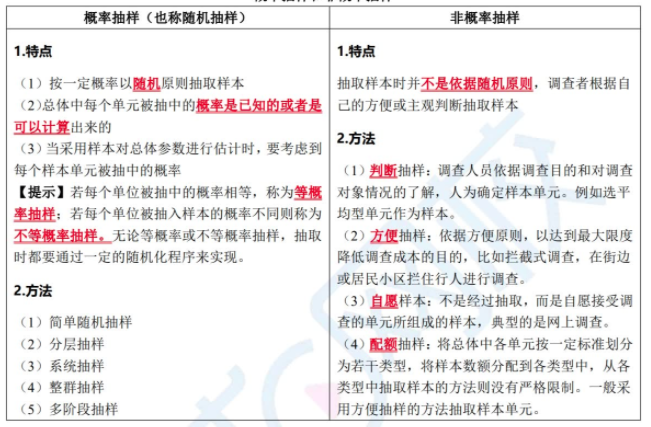 概率抽样（也称随机抽样）
非概率抽样
1.特点
（1）按一定概率以随机原则抽取样本
（2）总体中每个单元被抽中的概率是已知的或者是
可以计算出来的
（3）当采用样本对总体参数进行估计时，要考虑到
每个样本单元被抽中的概率
【提示】若每个单位被抽中的概率相等，称为等概
率抽样；若每个单位被抽入样本的概率不同则称为
不等概率抽样。无论等概率或不等概率抽样，抽取
时都要通过一定的随机化程序来实现。
2.方法
（1）简单随机抽样
（2）分层抽样
（3）系统抽样
（4）整群抽样
（5）多阶段抽样
1.特点
抽取样本时并不是依据随机原则，调查者根据自
己的方便或主观判断抽取样本
2.方法
（1）判断抽样：调查人员依据调查目的和对调查
对象情况的了解，人为确定样本单元。例如选平
均型单元作为样本。
（2）方便抽样：依据方便原则，以达到最大限度
降低调查成本的目的，比如拦截式调查，在街边
或居民小区拦住行人进行调查。
（3）自愿样本：不是经过抽取，而是自愿接受调
查的单元所组成的样本，典型的是网上调查。
（4）配额抽样：将总体中各单元按一定标准划分
为若干类型，将样本数额分配到各类型中，从各
类型中抽取样本的方法则没有严格限制。一般采
用方便抽样的方法抽取样本单元。